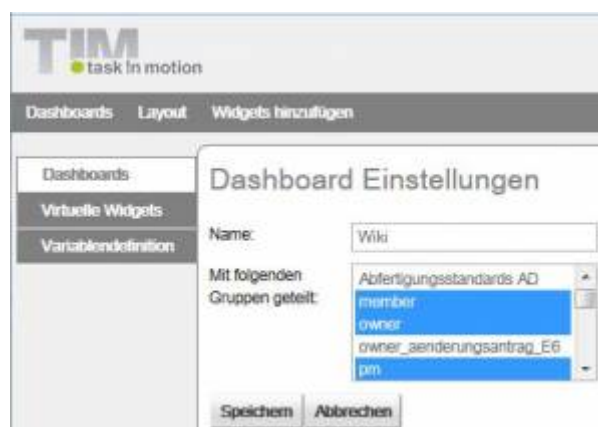 TIM
task in motion
Dashboards Layout Widgets hinzufügen
Dashboards
Virtuelle Widgets
Variablendefinition
Dashboard Einstellungen
Name:
Wiki
Mit folgenden
Gruppen geteilt:
Abfertigungsstandards AD
member
owner
owner_aenderungsantrag_E6
pm
Speichern Abbrechen